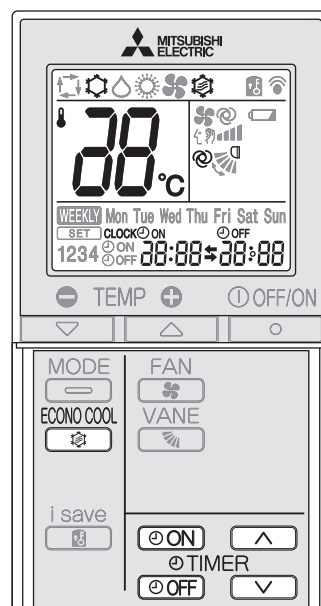 MITSUBISHI
ELECTRIC
88°C
WEEKLY Mon Tue Wed Thu Fri Sat Sun
SET CLOCK ON OFF
1234 ON OFF 88:88 88:88
TEMP OFF/ON
MODE FAN
ECONO COOL VANE
i save
ON
TIMER
OFF